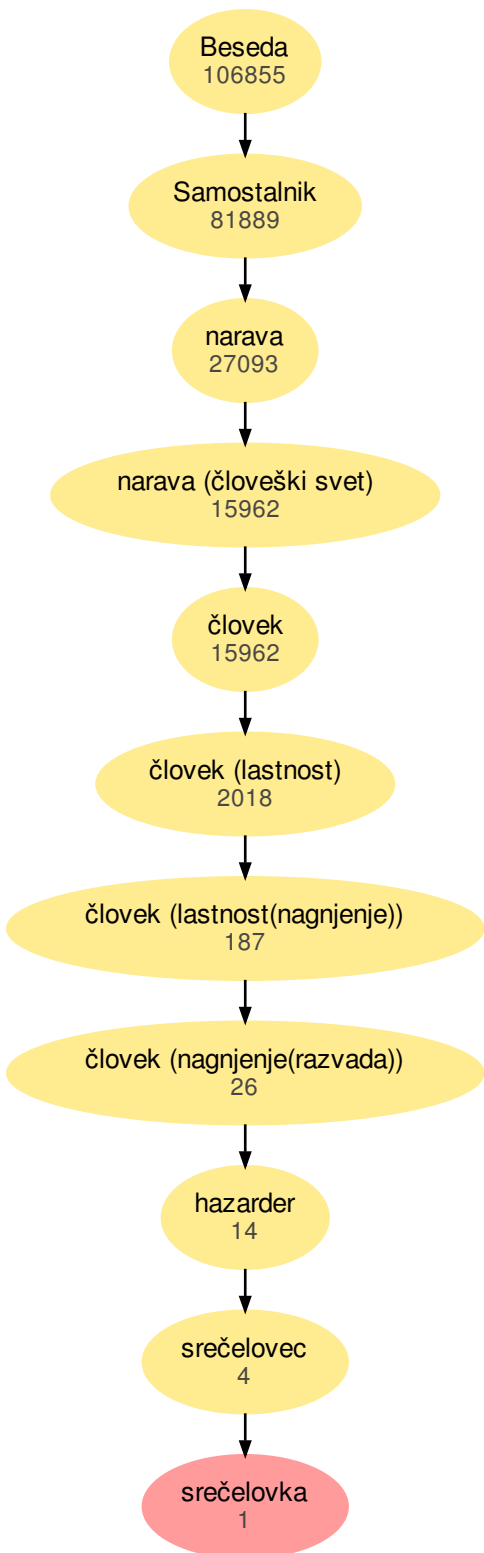 Beseda
106855
Samostalnik
81889
narava
27093
narava (človeški svet)
15962
človek
15962
človek (lastnost)
2018
človek (lastnost(nagnjenje))
187
človek (nagnjenje(razvada))
26
hazarder
14
srečelovec
4
srečelovka
1